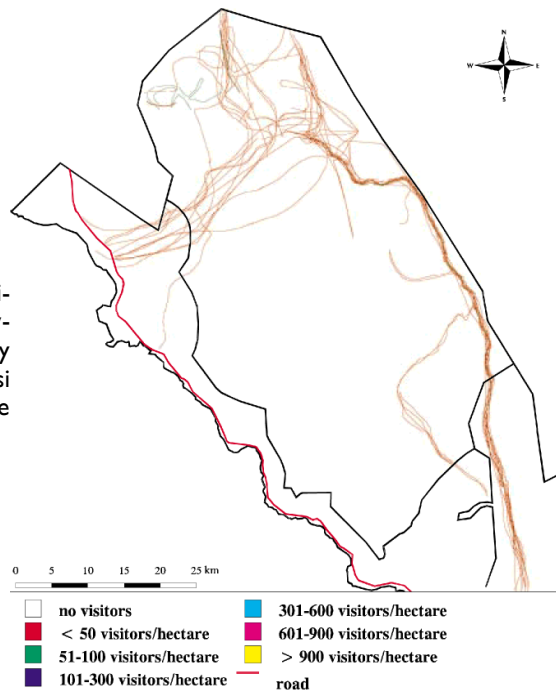 N
W E
S
i-
y-
y
si
e
0 5 10 15 20 25 km
no visitors
< 50 visitors/hectare
51-100 visitors/hectare
101-300 visitors/hectare
301-600 visitors/hectare
601-900 visitors/hectare
> 900 visitors/hectare
road